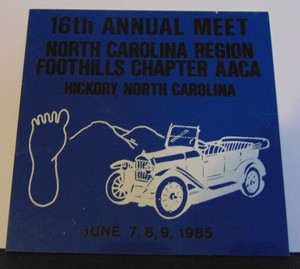 16th ANNUAL MEET
NORTH CAROLINA REGION
FOOTHILLS CHAPTER AACA
HICKORY, NORTH CAROLINA
JUNE 7,8,9, 1985